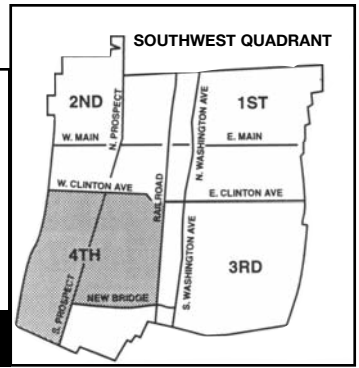 SOUTHWEST QUADRANT
2ND
N. PROSPECT
N. WASHINGTON AVE
1ST
W. MAIN
E. MAIN
W. CLINTON AVE
RAILROAD
E. CLINTON AVE
4TH
S. PROSPECT
NEW BRIDGE
S. WASHINGTON AVE
3RD